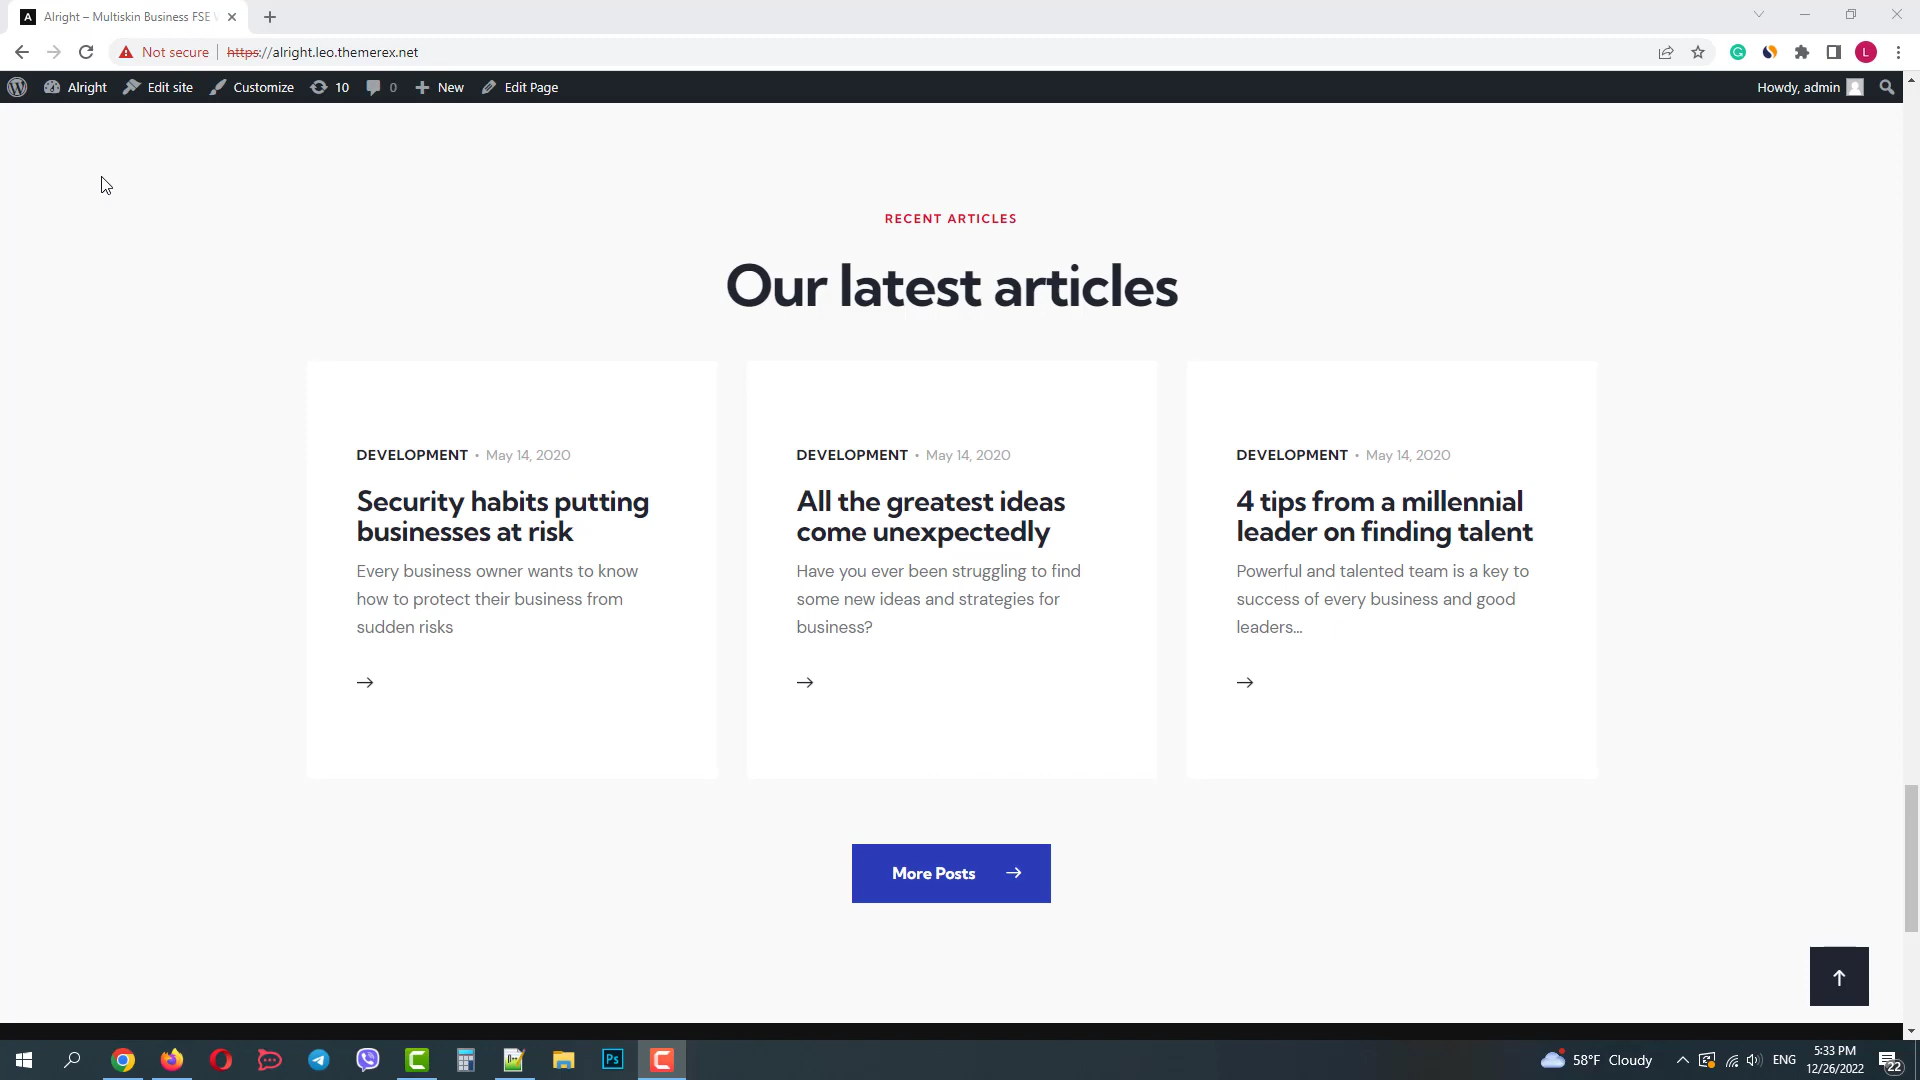 Alright – Multiskin Business FSE
Not secure
https://alright.leo.themerex.net
L
Alright
Edit site
Customize
10
0
New
Edit Page
Howdy, admin
RECENT ARTICLES
Our latest articles
DEVELOPMENT • May 14, 2020
Security habits putting
businesses at risk
Every business owner wants to know
how to protect their business from
sudden risks
DEVELOPMENT • May 14, 2020
All the greatest ideas
come unexpectedly
Have you ever been struggling to find
some new ideas and strategies for
business?
DEVELOPMENT • May 14, 2020
4 tips from a millennial
leader on finding talent
Powerful and talented team is a key to
success of every business and good
leaders...
More Posts
Ps
58°F Cloudy
ENG
5:33 PM
12/26/2022
22